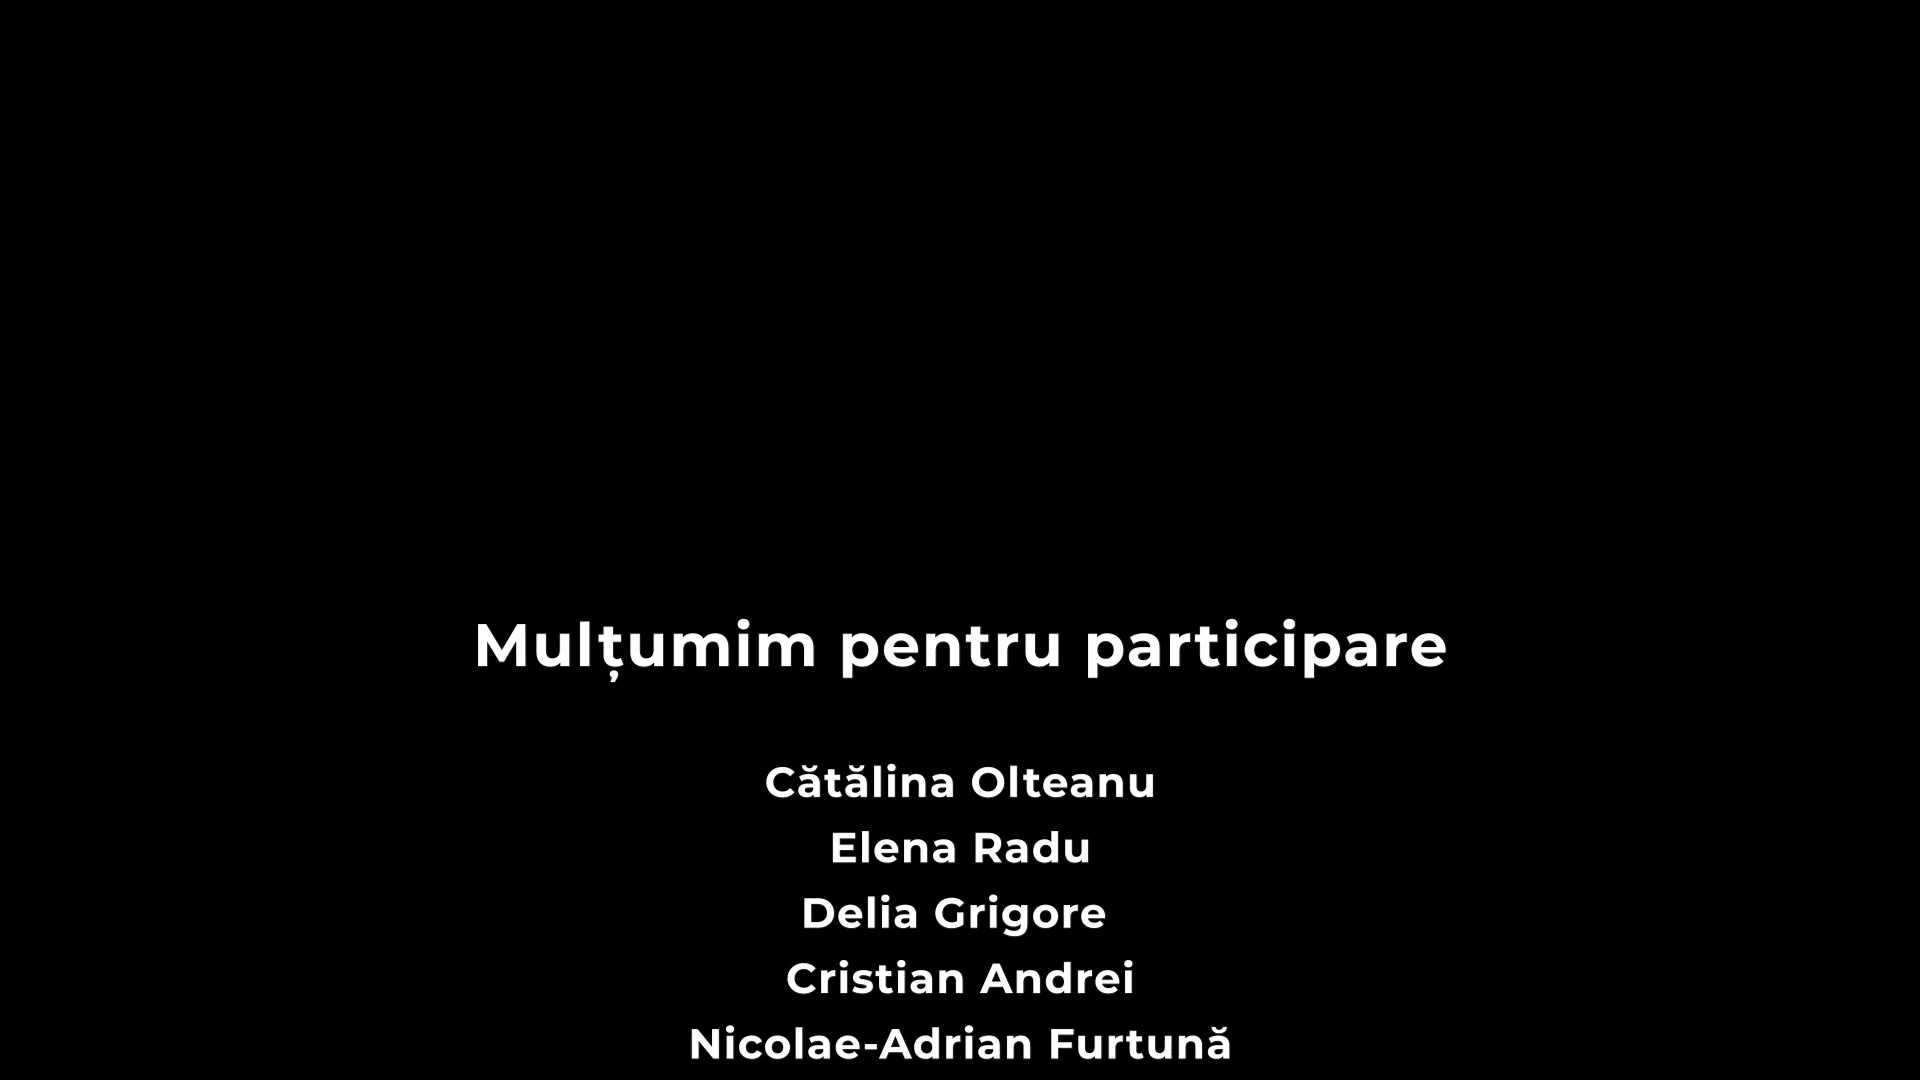 Mulțumim pentru participare
Cătălina Olteanu
Elena Radu
Delia Grigore
Cristian Andrei
Nicolae-Adrian Furtună